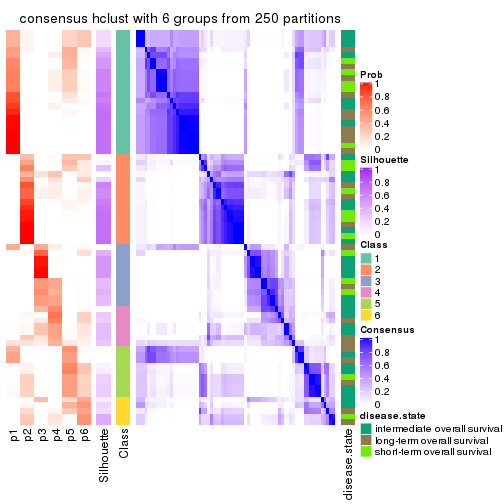 consensus hclust with 6 groups from 250 partitions
Prob
1
0.8
0.6
0.4
0.2
0
Silhouette
1
0.8
0.6
0.4
0.2
0
Class
1
2
3
4
5
6
Consensus
1
0.8
0.6
0.4
0.2
0
disease.state
intermediate overall survival
long-term overall survival
short-term overall survival
p1
p2
p3
p4
p5
p6
Silhouette
Class
disease.state